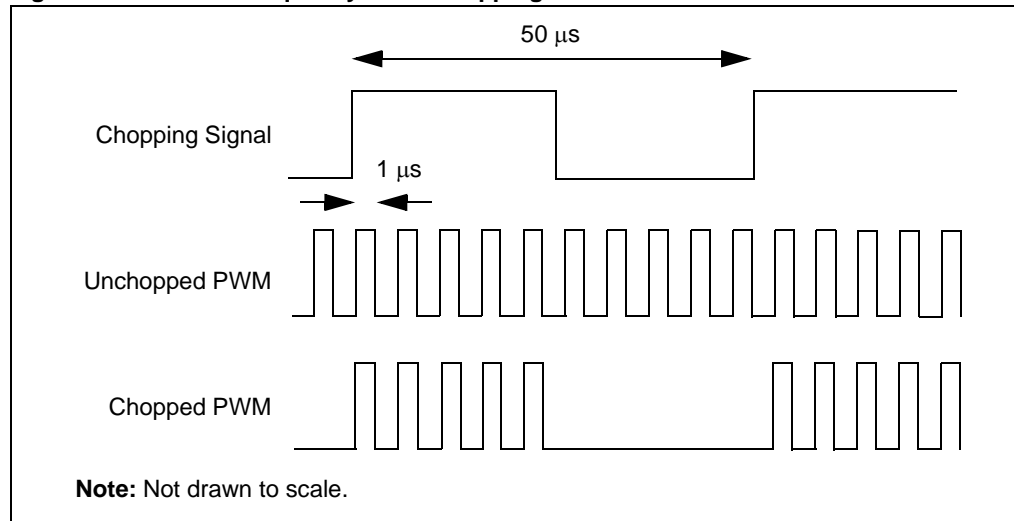 50 μs
Chopping Signal
1 μs
Unchopped PWM
Chopped PWM
Note: Not drawn to scale.